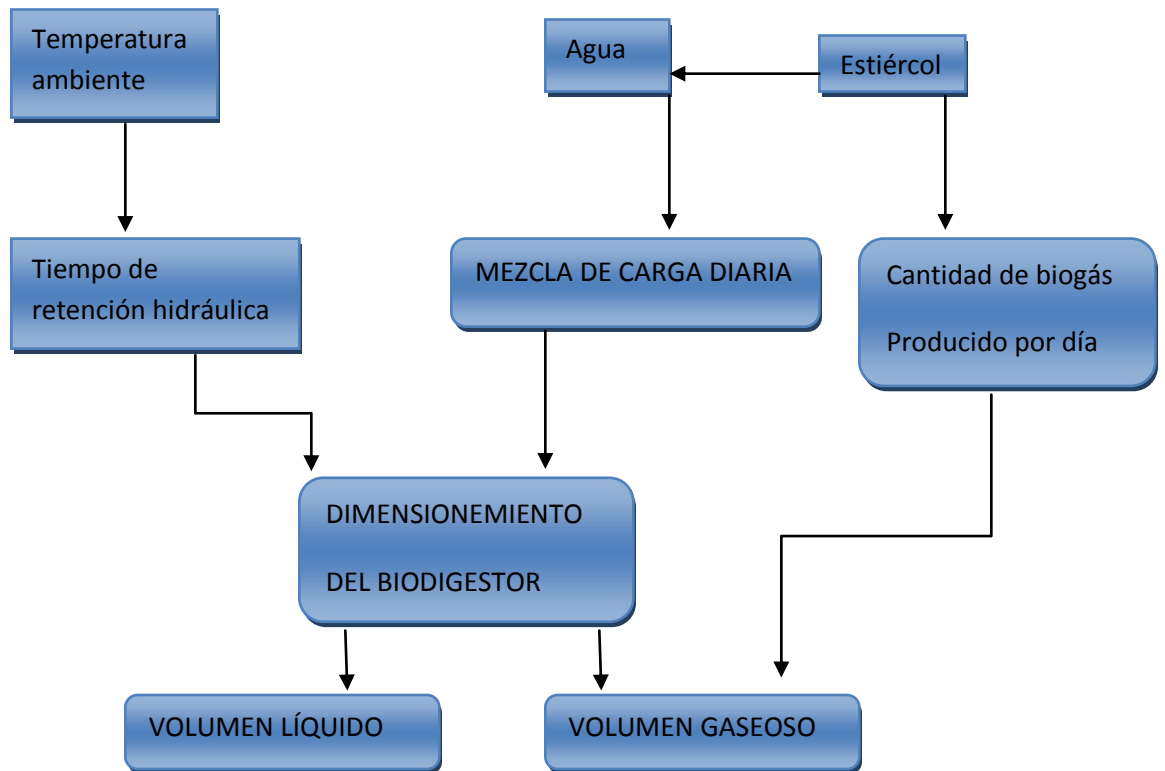 Temperatura
ambiente
Agua
Estiércol
Tiempo de
retención hidráulica
MEZCLA DE CARGA DIARIA
Cantidad de biogás
Producido por día
DIMENSIONEMIENTO
DEL BIODIGESTOR
VOLUMEN LÍQUIDO
VOLUMEN GASEOSO